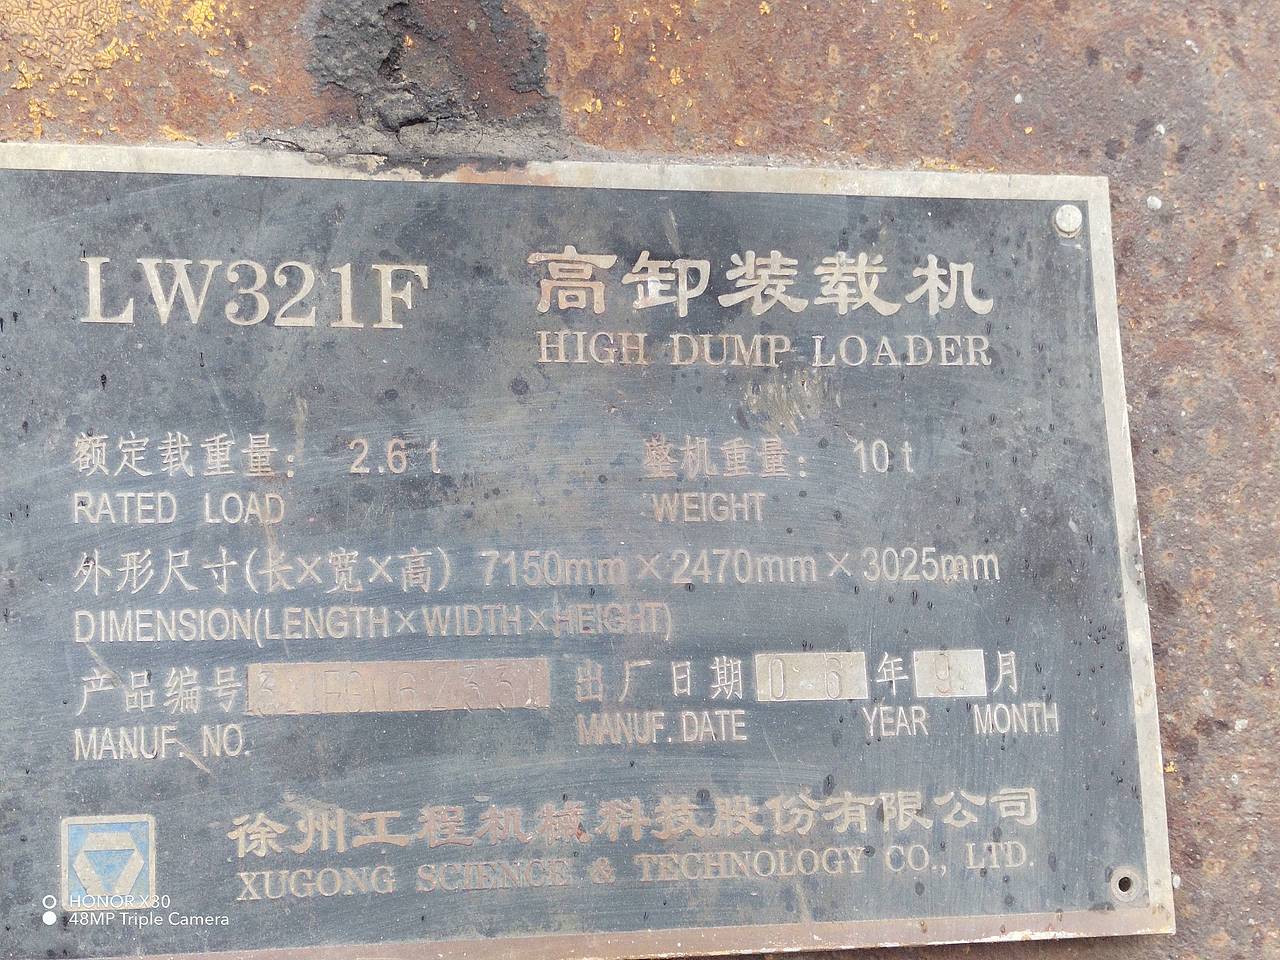 LW321F 高卸装载机
HIGH DUMP LOADER
额定载重量： 2.6 t 整机重量： 10 t
RATED LOAD WEIGHT
外形尺寸(长×宽×高) 7150mm×2470mm×3025mm
DIMENSION(LENGTH×WIDTH×HEIGHT)
产品编号 出厂日期 06 年 9 月
MANUF. NO. MANUF. DATE YEAR MONTH
徐州工程机械科技股份有限公司
XUGONG SCIENCE & TECHNOLOGY CO., LTD.
HONOR X30
48MP Triple Camera